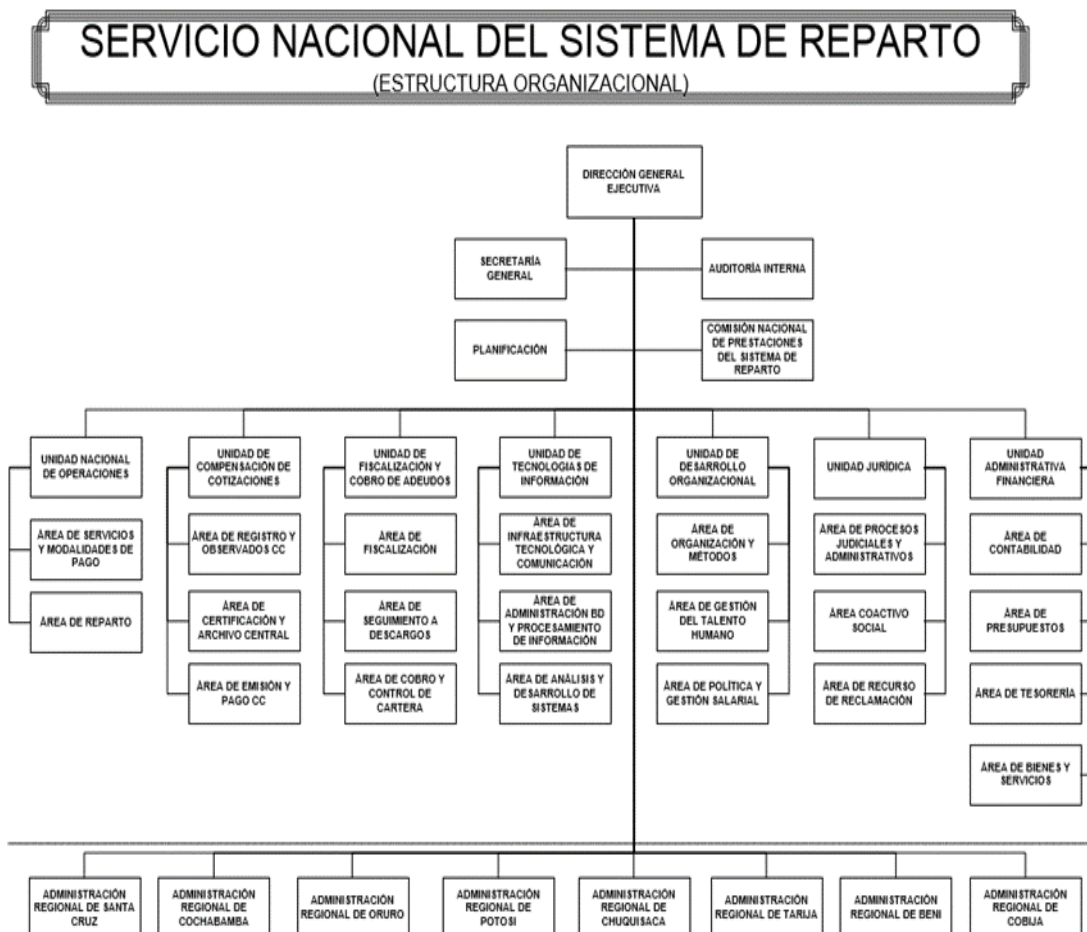 SERVICIO NACIONAL DEL SISTEMA DE REPARTO
(ESTRUCTURA ORGANIZACIONAL)
DIRECCIÓN GENERAL
EJECUTIVA
SECRETARÍA
GENERAL
AUDITORÍA INTERNA
PLANIFICACIÓN
COMISIÓN NACIONAL
DE PRESTACIONES
DEL SISTEMA DE
REPARTO
UNIDAD NACIONAL
DE OPERACIONES
UNIDAD DE
COMPENSACIÓN DE
COTIZACIONES
UNIDAD DE
FISCALIZACIÓN Y
COBRO DE ADEUDOS
UNIDAD DE
TECNOLOGIAS DE
INFORMACIÓN
UNIDAD DE
DESARROLLO
ORGANIZACIONAL
UNIDAD JURÍDICA
UNIDAD
ADMINISTRATIVA
FINANCIERA
ÁREA DE SERVICIOS
Y MODALIDADES DE
PAGO
ÁREA DE REGISTRO Y
OBSERVADOS CC
ÁREA DE
FISCALIZACIÓN
ÁREA DE
INFRAESTRUCTURA
TECNOLÓGICA Y
COMUNICACIÓN
ÁREA DE
ORGANIZACIÓN Y
MÉTODOS
ÁREA DE PROCESOS
JUDICIALES Y
ADMINISTRATIVOS
ÁREA DE
CONTABILIDAD
ÁREA DE REPARTO
ÁREA DE
CERTIFICACIÓN Y
ARCHIVO CENTRAL
ÁREA DE
SEGUIMIENTO A
DESCARGOS
ÁREA DE
ADMINISTRACIÓN BD
Y PROCESAMIENTO
DE INFORMACIÓN
ÁREA DE GESTIÓN
DEL TALENTO
HUMANO
ÁREA COACTIVO
SOCIAL
ÁREA DE
PRESUPUESTOS
ÁREA DE EMISIÓN Y
PAGO CC
ÁREA DE COBRO Y
CONTROL DE
CARTERA
ÁREA DE ANÁLISIS Y
DESARROLLO DE
SISTEMAS
ÁREA DE POLÍTICA Y
GESTIÓN SALARIAL
ÁREA DE RECURSO
DE RECLAMACIÓN
ÁREA DE TESORERÍA
ÁREA DE BIENES Y
SERVICIOS
ADMINISTRACIÓN
REGIONAL DE SANTA
CRUZ
ADMINISTRACIÓN
REGIONAL DE
COCHABAMBA
ADMINISTRACIÓN
REGIONAL DE ORURO
ADMINISTRACIÓN
REGIONAL DE
POTOSI
ADMINISTRACIÓN
REGIONAL DE
CHUQUISACA
ADMINISTRACIÓN
REGIONAL DE TARIJA
ADMINISTRACIÓN
REGIONAL DE BENI
ADMINISTRACIÓN
REGIONAL DE
COBIJA